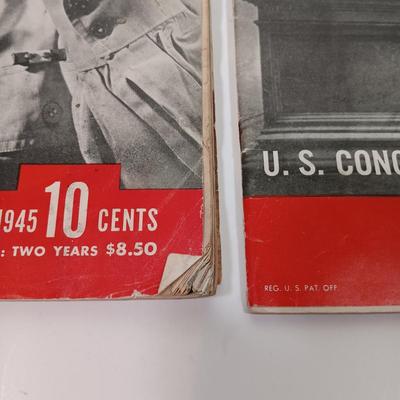 1945 10 CENTS
: TWO YEARS $8.50
U. S. CONG
REG. U. S. PAT. OFF.